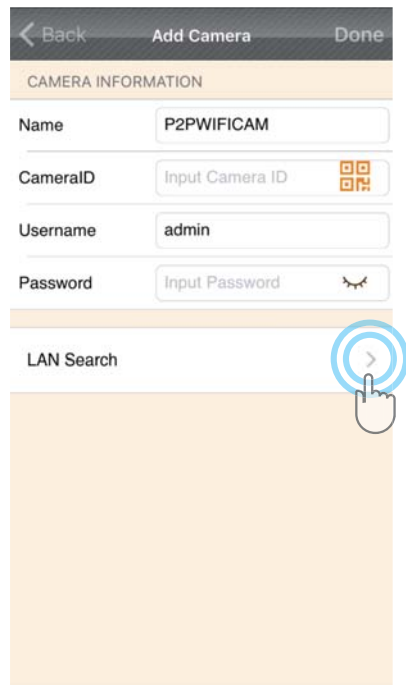 Back Add Camera Done
CAMERA INFORMATION
Name P2PWIFICAM
CameraID Input Camera ID
Username admin
Password Input Password
LAN Search